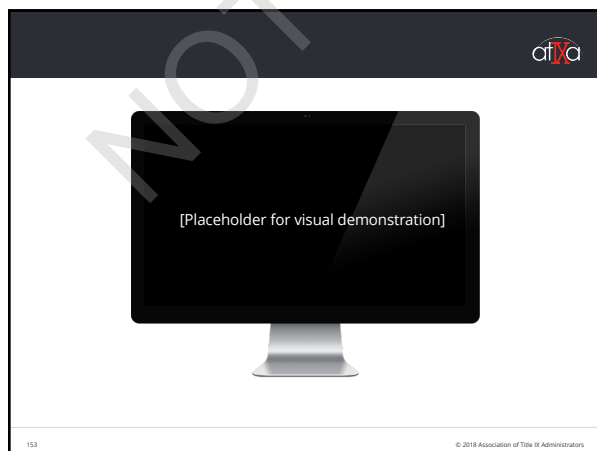 atIXa
NOT
[Placeholder for visual demonstration]
153
© 2018 Association of Title IX Administrators